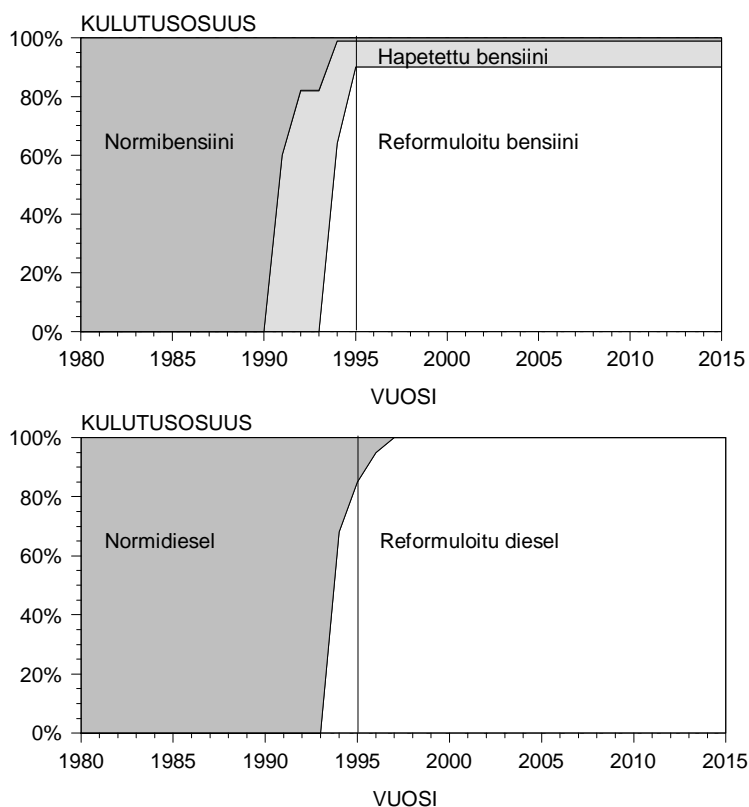 KULUTUSOSUUS
100%
80%
60%
40%
20%
0%
Hapetettu bensiini
Normibensiini
Reformuloitu bensiini
1980 1985 1990 1995 2000 2005 2010 2015
VUOSI
KULUTUSOSUUS
100%
80%
60%
40%
20%
0%
Normidiesel
Reformuloitu diesel
1980 1985 1990 1995 2000 2005 2010 2015
VUOSI